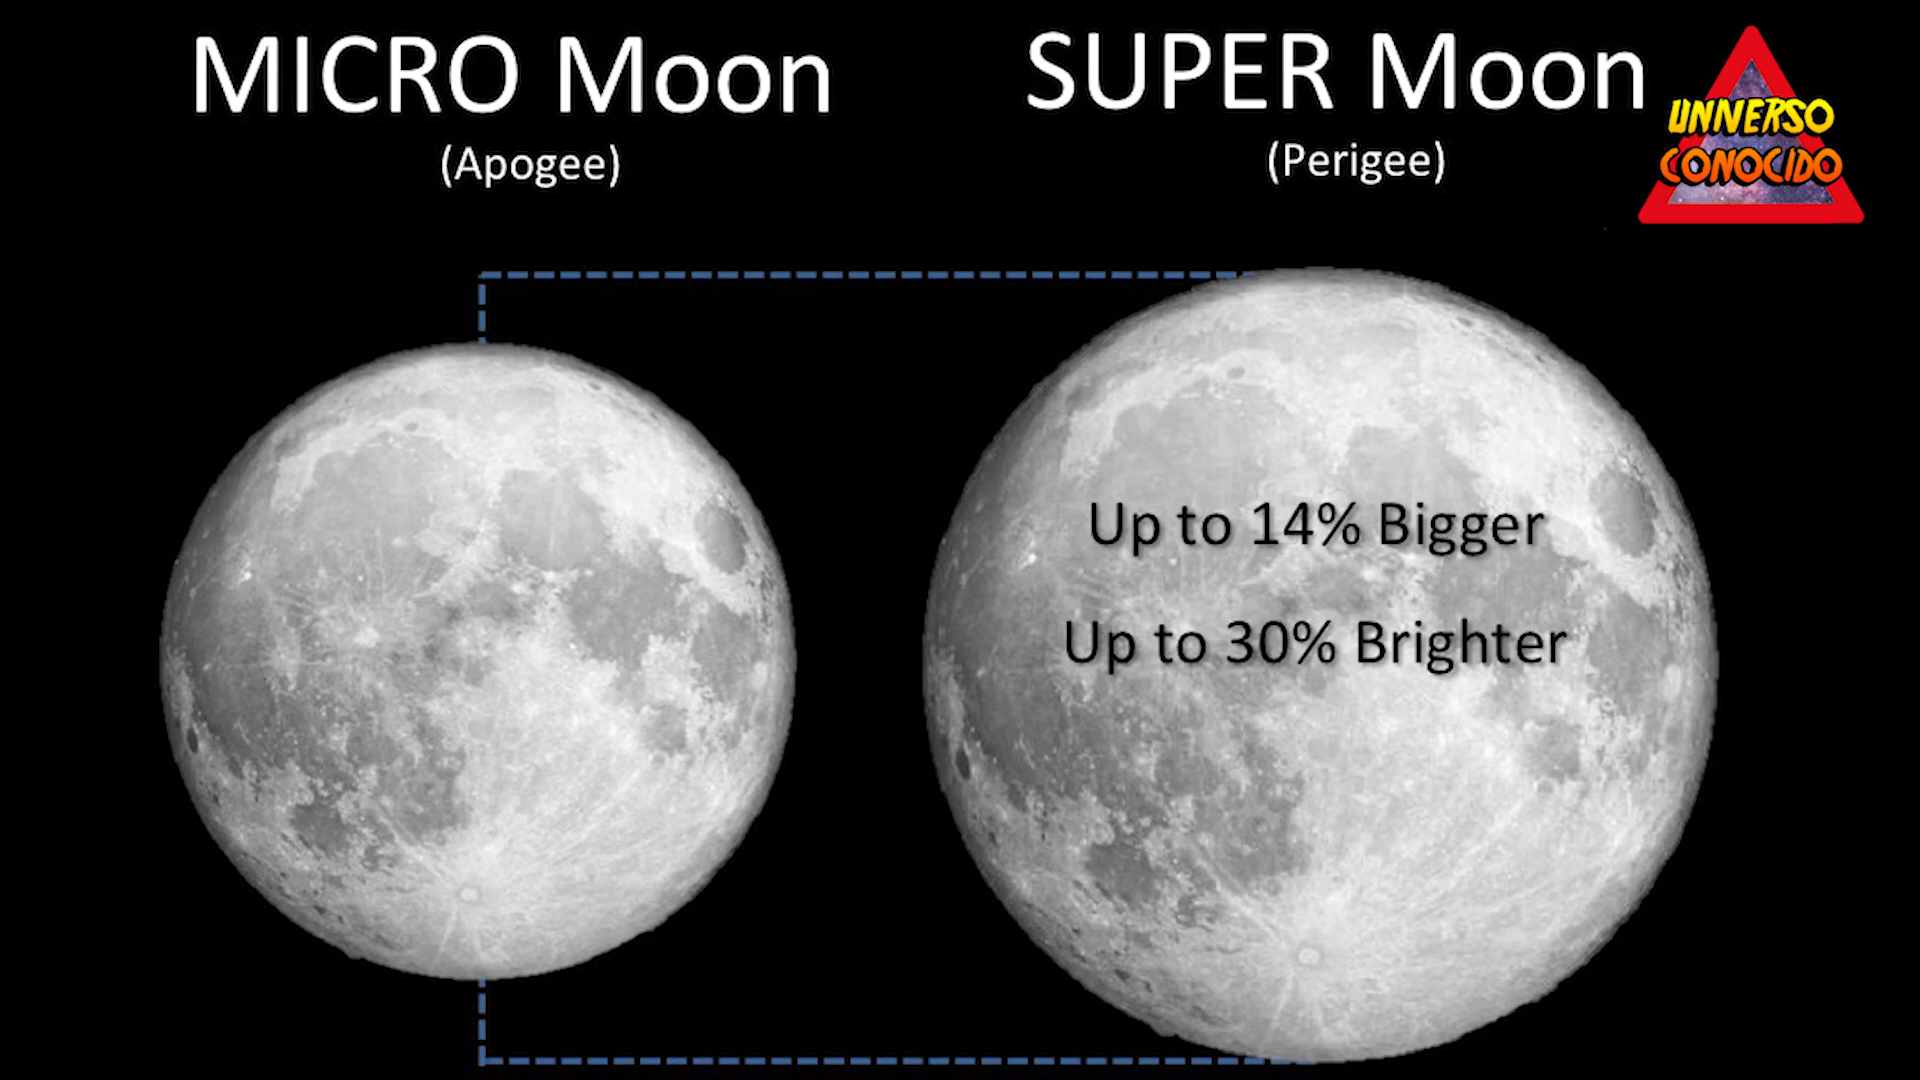 MICRO Moon
(Apogee)
SUPER Moon
(Perigee)
UNIVERSO
CONOCIDO
Up to 14% Bigger
Up to 30% Brighter